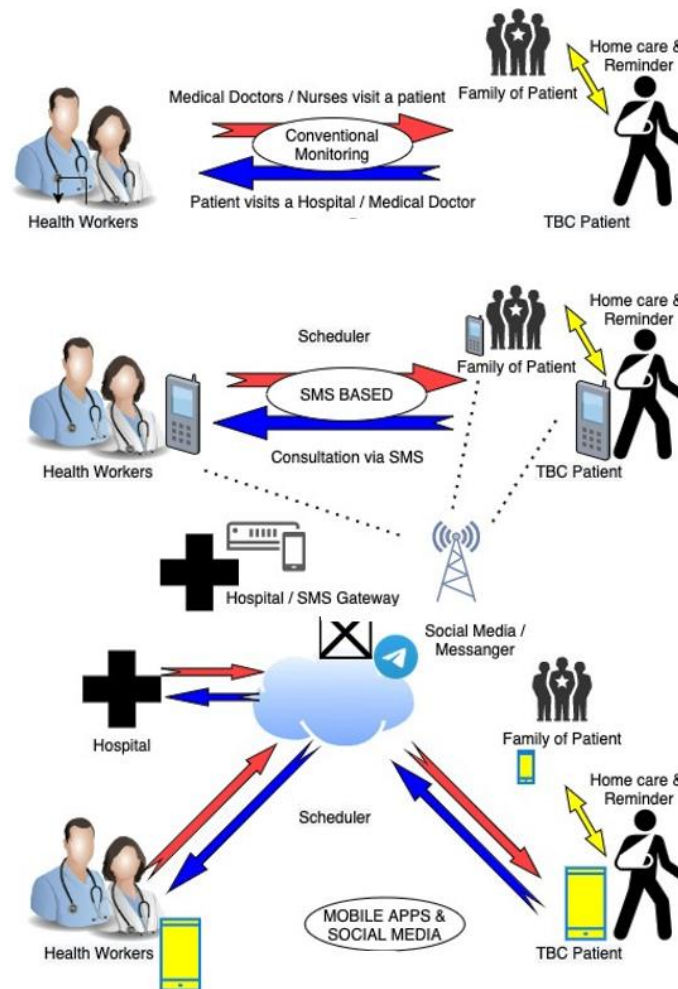 Home care &
Reminder
Medical Doctors / Nurses visit a patient
Family of Patient
Conventional
Monitoring
Patient visits a Hospital / Medical Doctor
Health Workers
TBC Patient
Home care &
Reminder
Scheduler
Family of Patient
SMS BASED
Consultation via SMS
Health Workers
TBC Patient
Hospital / SMS Gateway
Social Media /
Messanger
Hospital
Family of Patient
Home care &
Reminder
Scheduler
MOBILE APPS &
SOCIAL MEDIA
Health Workers
TBC Patient